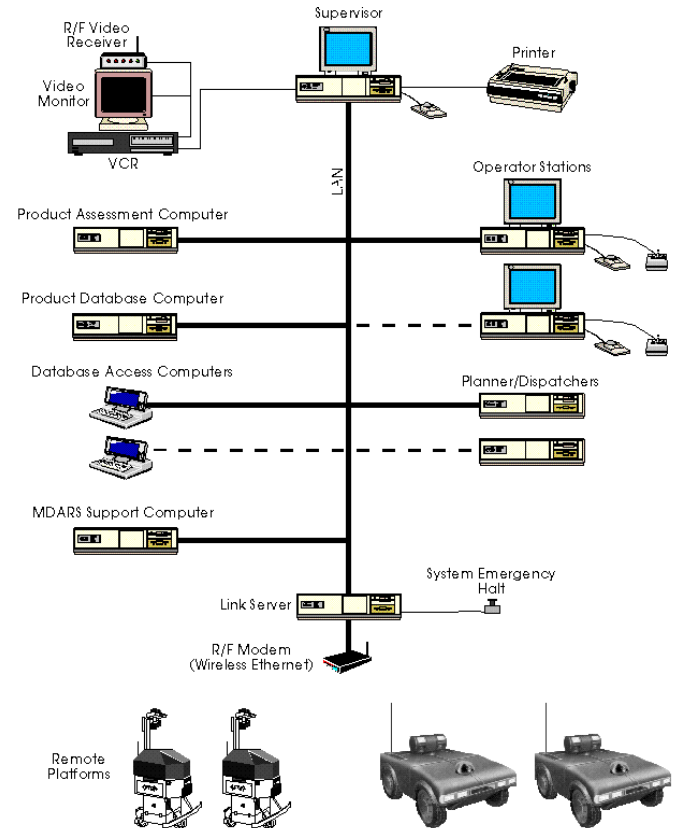 Supervisor
R/F Video
Receiver
Printer
Video
Monitor
VCR
LAN
Operator Stations
Product Assessment Computer
Product Database Computer
Database Access Computers
Planner/Dispatchers
MDARS Support Computer
System Emergency
Halt
Link Server
R/F Modem
(Wireless Ethernet)
Remote
Platforms